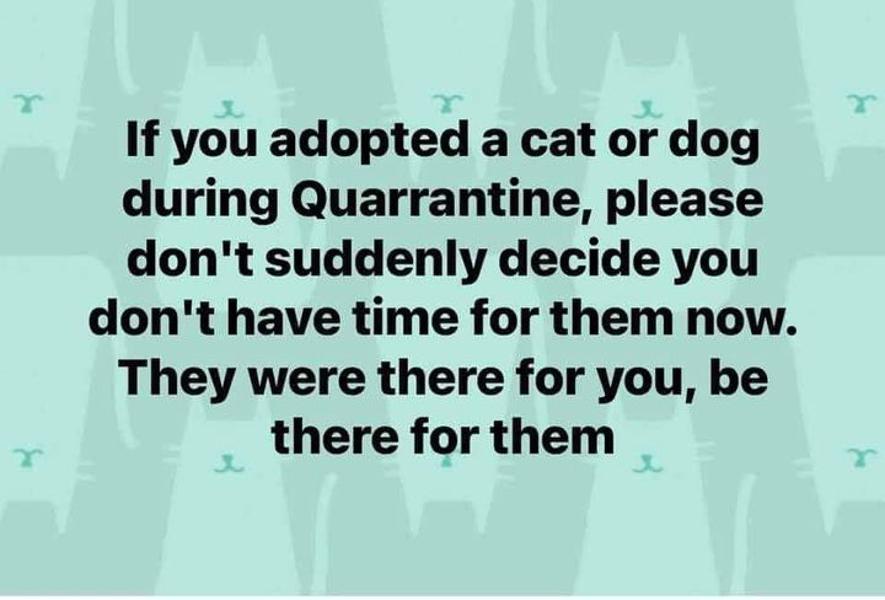 If you adopted a cat or dog
during Quarrantine, please
don't suddenly decide you
don't have time for them now.
They were there for you, be
there for them